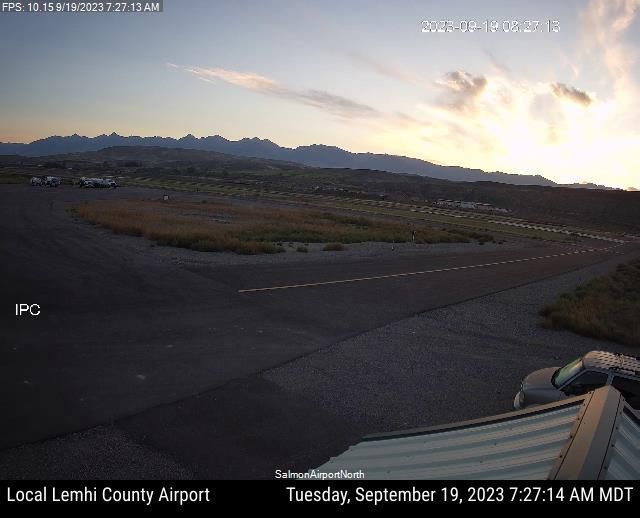 FPS: 10.15 9/19/2023 7:27:13 AM
2023-09-19 08:27:13
IPC
SalmonAirportNorth
Local Lemhi County Airport
Tuesday, September 19, 2023 7:27:14 AM MDT